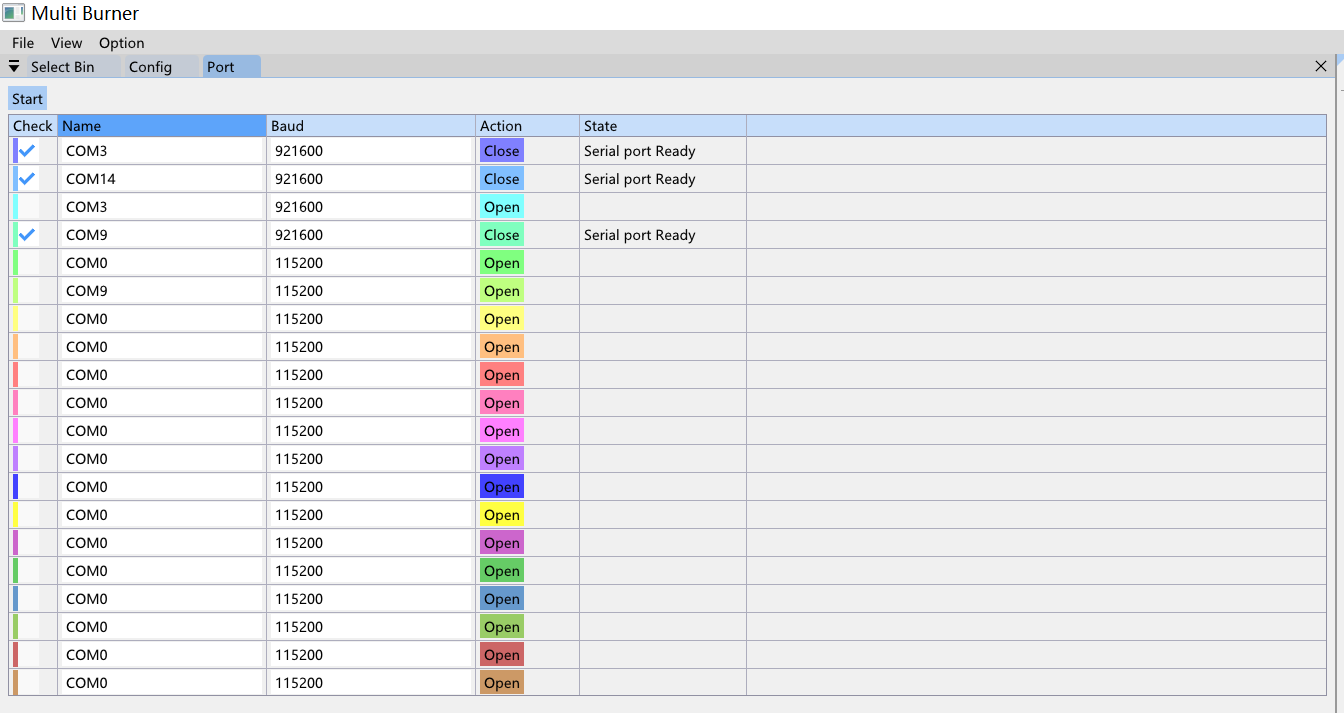 Multi Burner
File View Option
Select Bin Config Port
Start
Check Name Baud Action State
COM3 921600 Close Serial port Ready
COM14 921600 Close Serial port Ready
COM3 921600 Open
COM9 921600 Close Serial port Ready
COM0 115200 Open
COM9 115200 Open
COM0 115200 Open
COM0 115200 Open
COM0 115200 Open
COM0 115200 Open
COM0 115200 Open
COM0 115200 Open
COM0 115200 Open
COM0 115200 Open
COM0 115200 Open
COM0 115200 Open
COM0 115200 Open
COM0 115200 Open
COM0 115200 Open
COM0 115200 Open